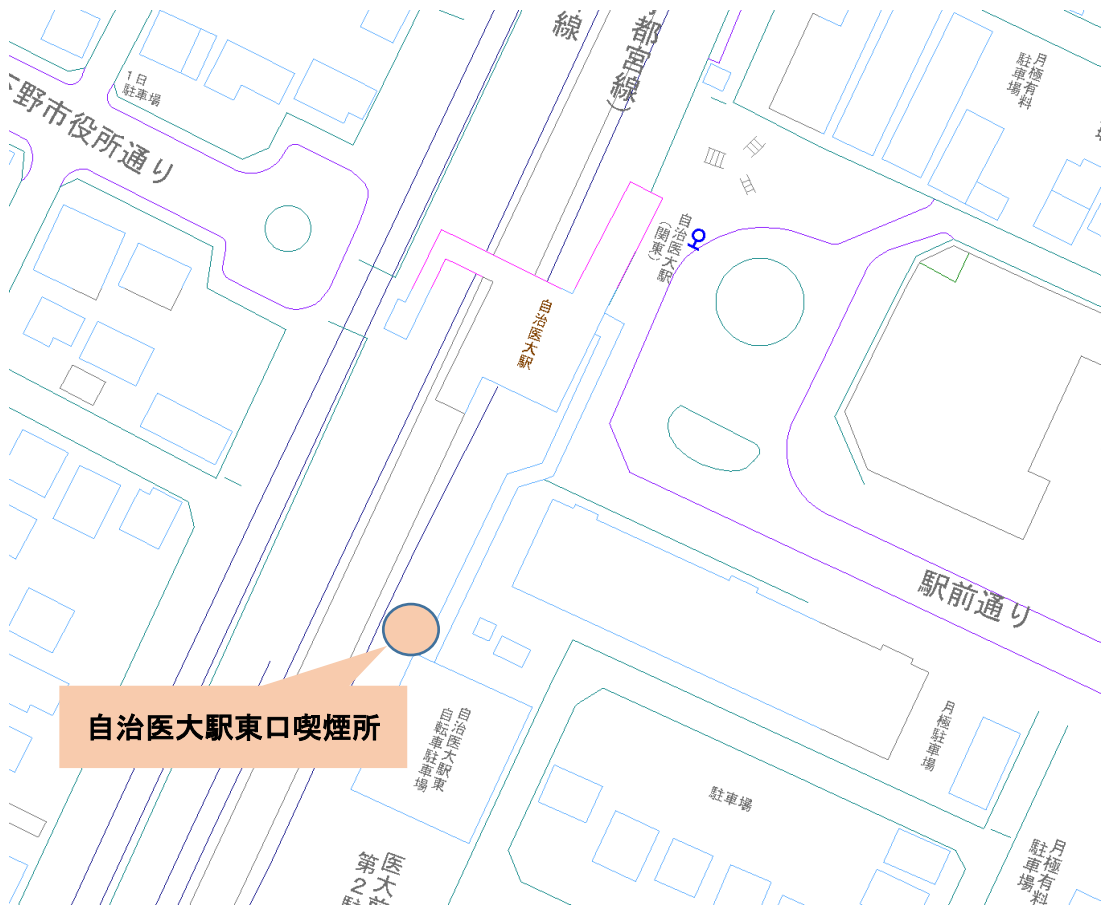 線
都宮線）
月極有料
駐車場
1日
駐車場
野市役所通り
自治医大駅
（関東）
自治医大駅
駅前通り
自治医大駅東口喫煙所
自治医大駅東
自転車駐車場
月極駐車場
駐車場
月極有料
駐車場
医大前
第2駐